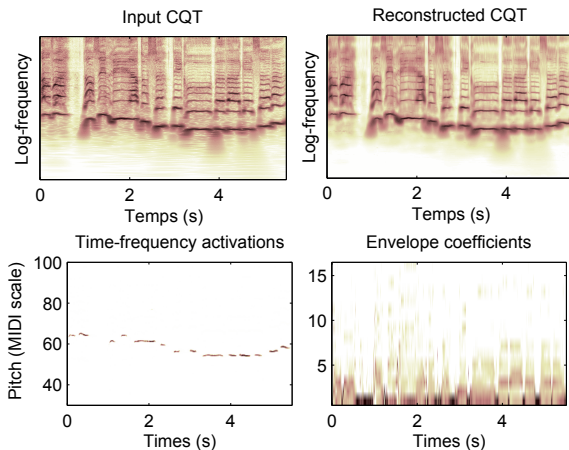 Input CQT
Reconstructed CQT
Log-frequency
Log-frequency
0 2 4
0 2 4
Temps (s)
Temps (s)
Time-frequency activations
Envelope coefficients
Pitch (MIDI scale)
100
80
60
40
15
10
5
0 2 4
0 2 4
Times (s)
Times (s)